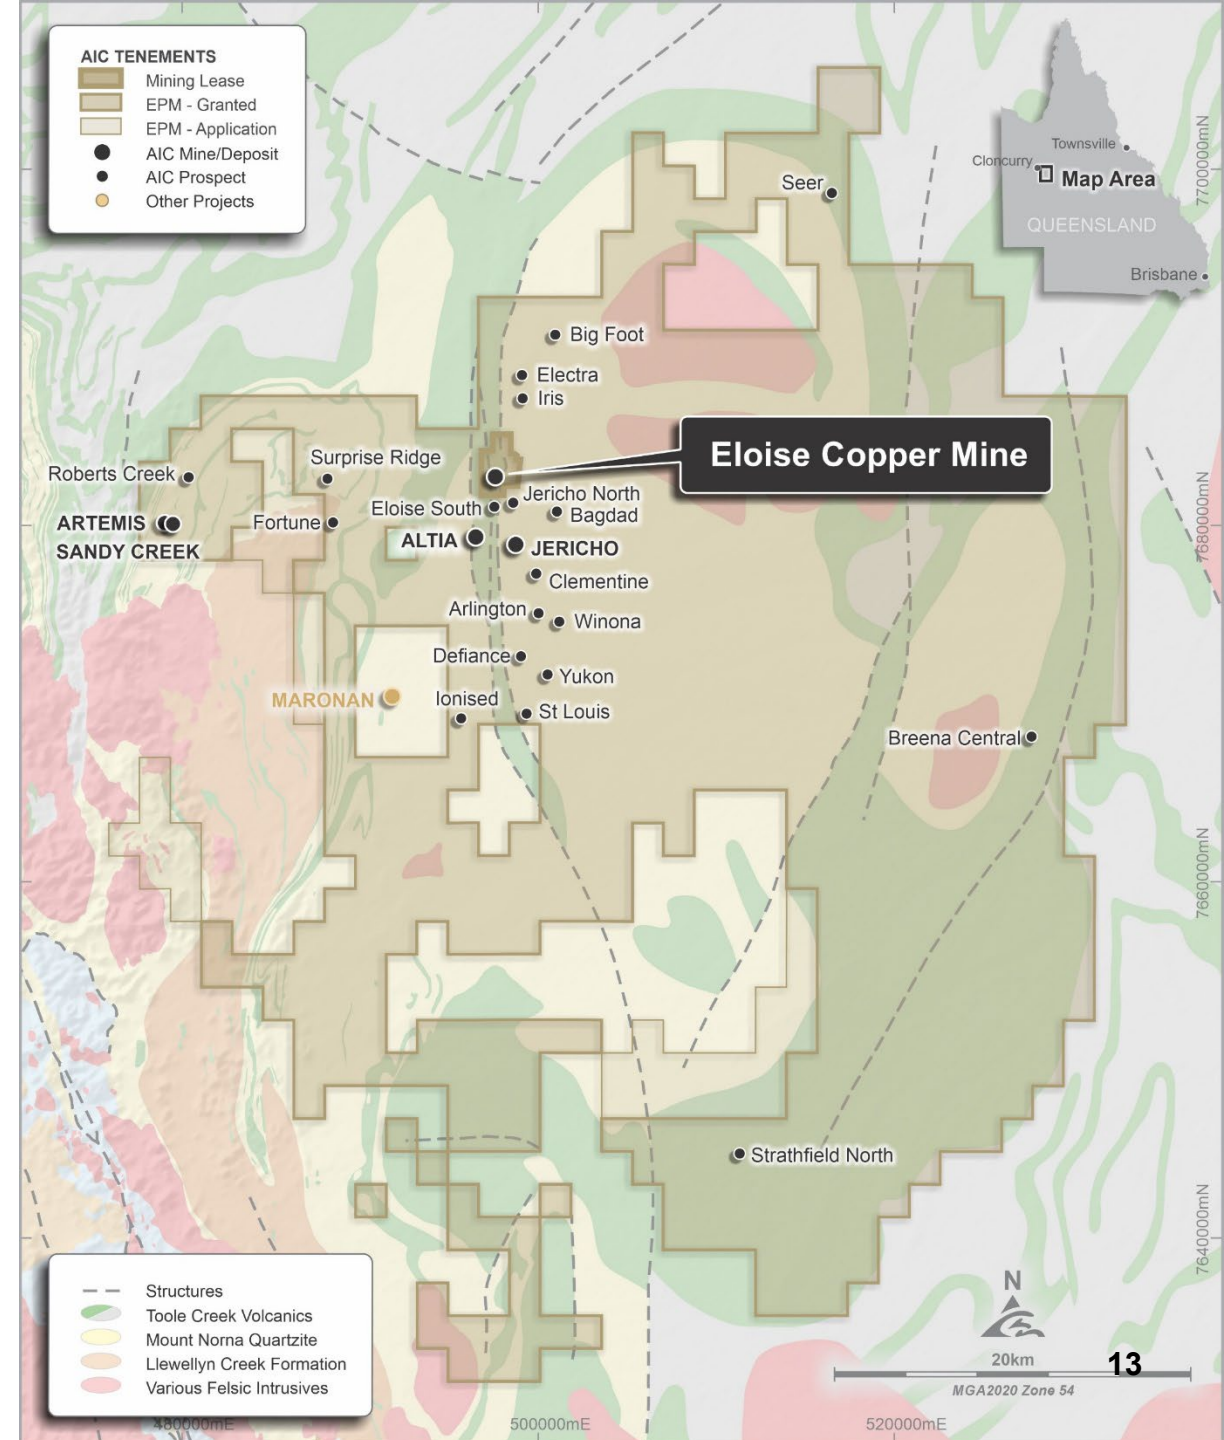 AIC TENEMENTS
Mining Lease
EPM - Granted
EPM - Application
AIC Mine/Deposit
AIC Prospect
Other Projects
Townsville
Cloncurry
Map Area
QUEENSLAND
Brisbane
7700000mN
Seer
Big Foot
Electra
Iris
Eloise Copper Mine
Surprise Ridge
Roberts Creek
Jericho North
Eloise South
Bagdad
ARTEMIS
Fortune
SANDY CREEK
ALTIA
JERICHO
7680000mN
Clementine
Arlington
Winona
Defiance
Yukon
MARONAN
Ionised
St Louis
Breena Central
7660000mN
Strathfield North
7640000mN
Structures
Toole Creek Volcanics
Mount Norna Quartzite
Llewellyn Creek Formation
Various Felsic Intrusives
N
20km
13
MGA2020 Zone 54
480000mE
500000mE
520000mE